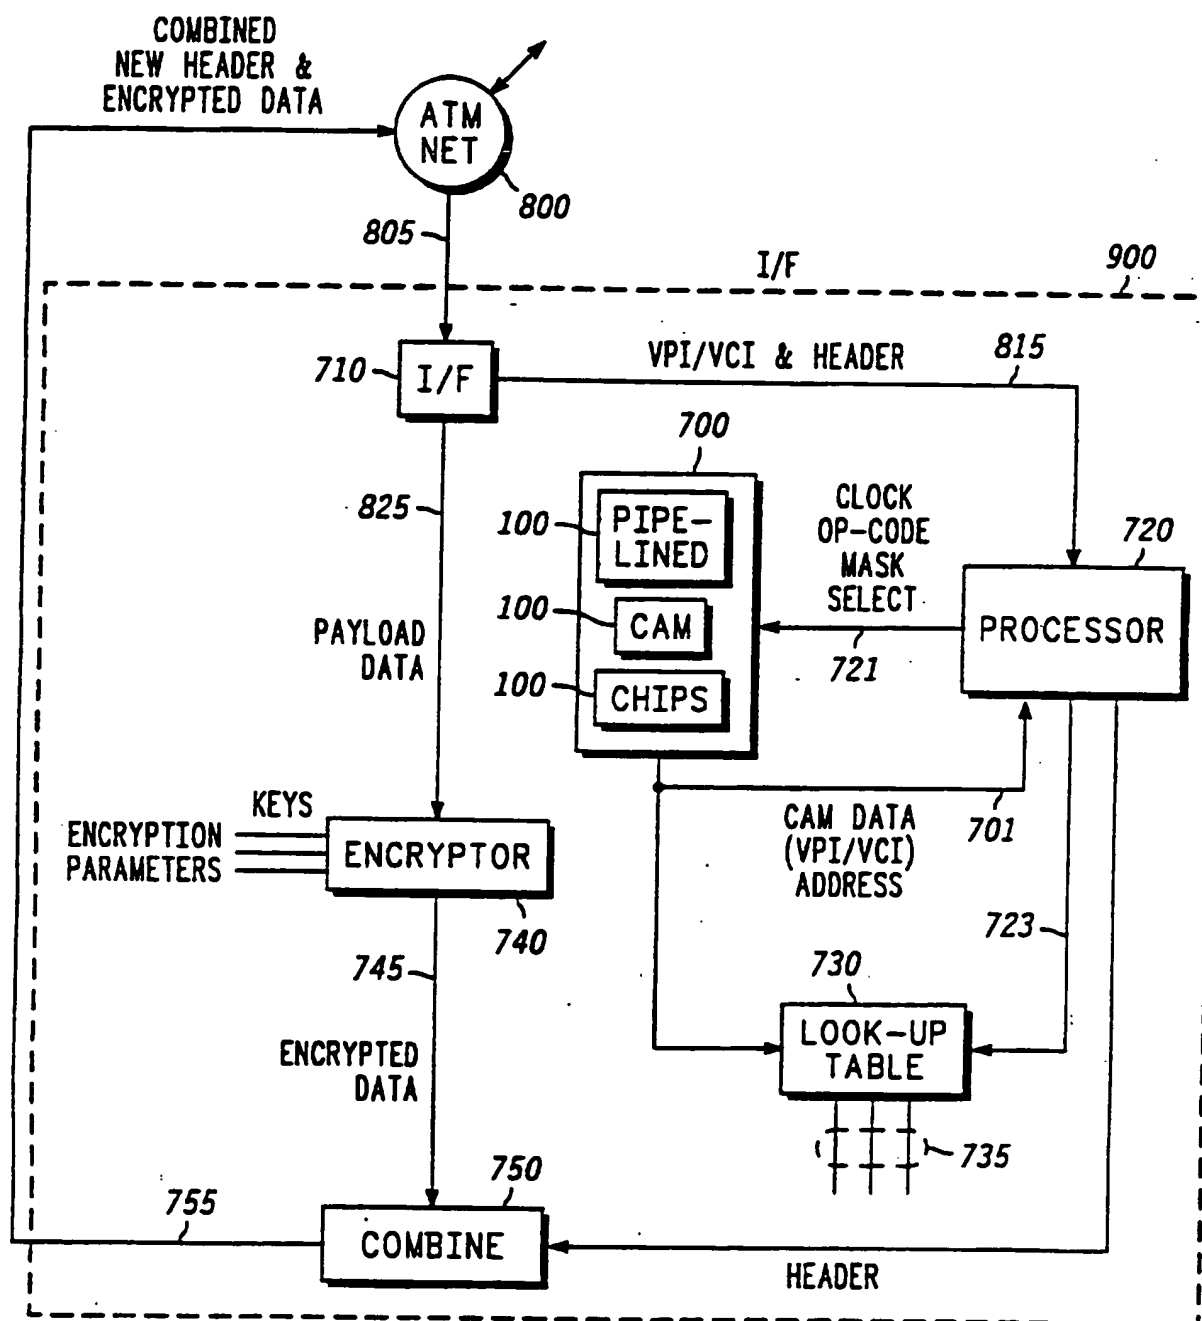 COMBINED
NEW HEADER &
ENCRYPTED DATA
ATM
NET
800
805
I/F
900
710
I/F
VPI/VCI & HEADER
815
700
825
100
PIPE-
LINED
CLOCK
OP-CODE
MASK
SELECT
720
100
CAM
PROCESSOR
PAYLOAD
DATA
721
100
CHIPS
KEYS
ENCRYPTION
PARAMETERS
ENCRYPTOR
CAM DATA
(VPI/VCI)
ADDRESS
701
740
723
745
730
LOOK-UP
TABLE
ENCRYPTED
DATA
735
750
755
COMBINE
HEADER